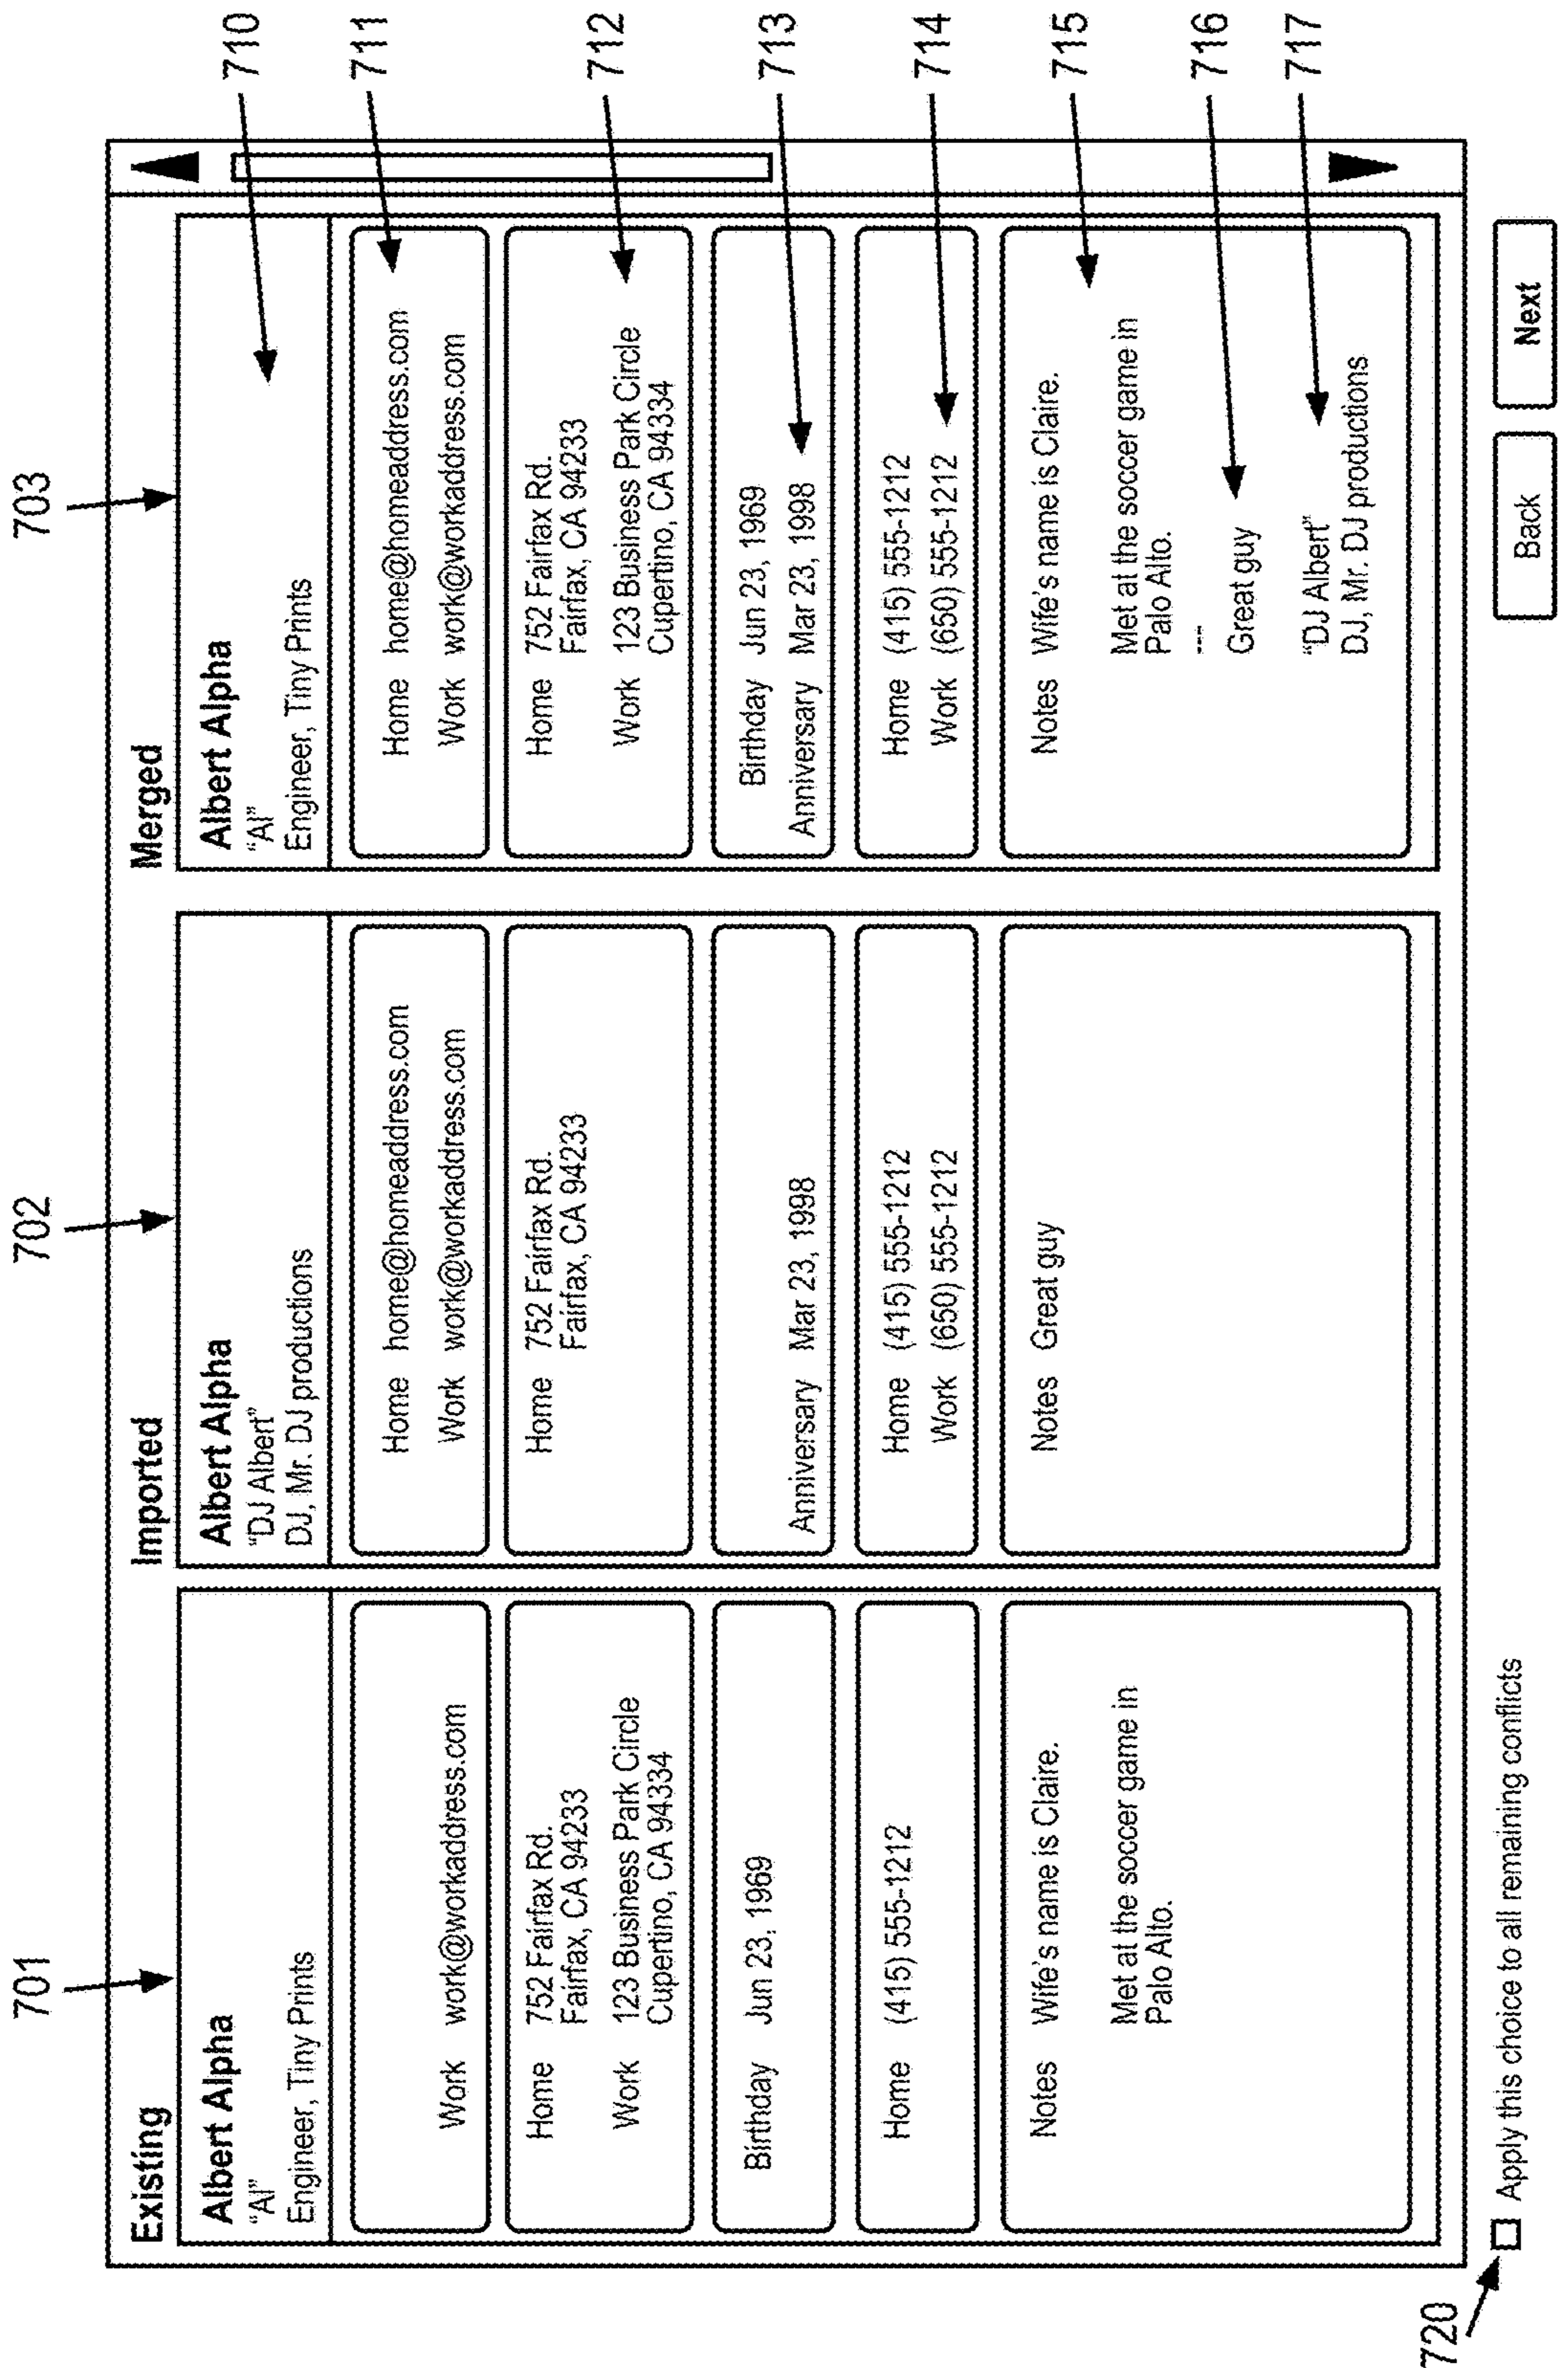 701
702
703
Existing
Albert Alpha
“Al”
Engineer, Tiny Prints
Work work@workaddress.com
Home 752 Fairfax Rd.
Fairfax, CA 94233
Work 123 Business Park Circle
Cupertino, CA 94334
Birthday Jun 23, 1969
Home (415) 555-1212
Notes Wife's name is Claire.
Met at the soccer game in
Palo Alto.
Imported
Albert Alpha
“DJ Albert”
DJ, Mr. DJ productions
Home home@homeaddress.com
Work work@workaddress.com
Home 752 Fairfax Rd.
Fairfax, CA 94233
Anniversary Mar 23, 1998
Home (415) 555-1212
Work (650) 555-1212
Notes Great guy
Merged
Albert Alpha
“Al”
Engineer, Tiny Prints
Home home@homeaddress.com
Work work@workaddress.com
Home 752 Fairfax Rd.
Fairfax, CA 94233
Work 123 Business Park Circle
Cupertino, CA 94334
Birthday Jun 23, 1969
Anniversary Mar 23, 1998
Home (415) 555-1212
Work (650) 555-1212
Notes Wife's name is Claire.
Met at the soccer game in
Palo Alto.
---
Great guy
“DJ Albert”
DJ, Mr. DJ productions
710
711
712
713
714
715
716
717
720
Apply this choice to all remaining conflicts
Back
Next